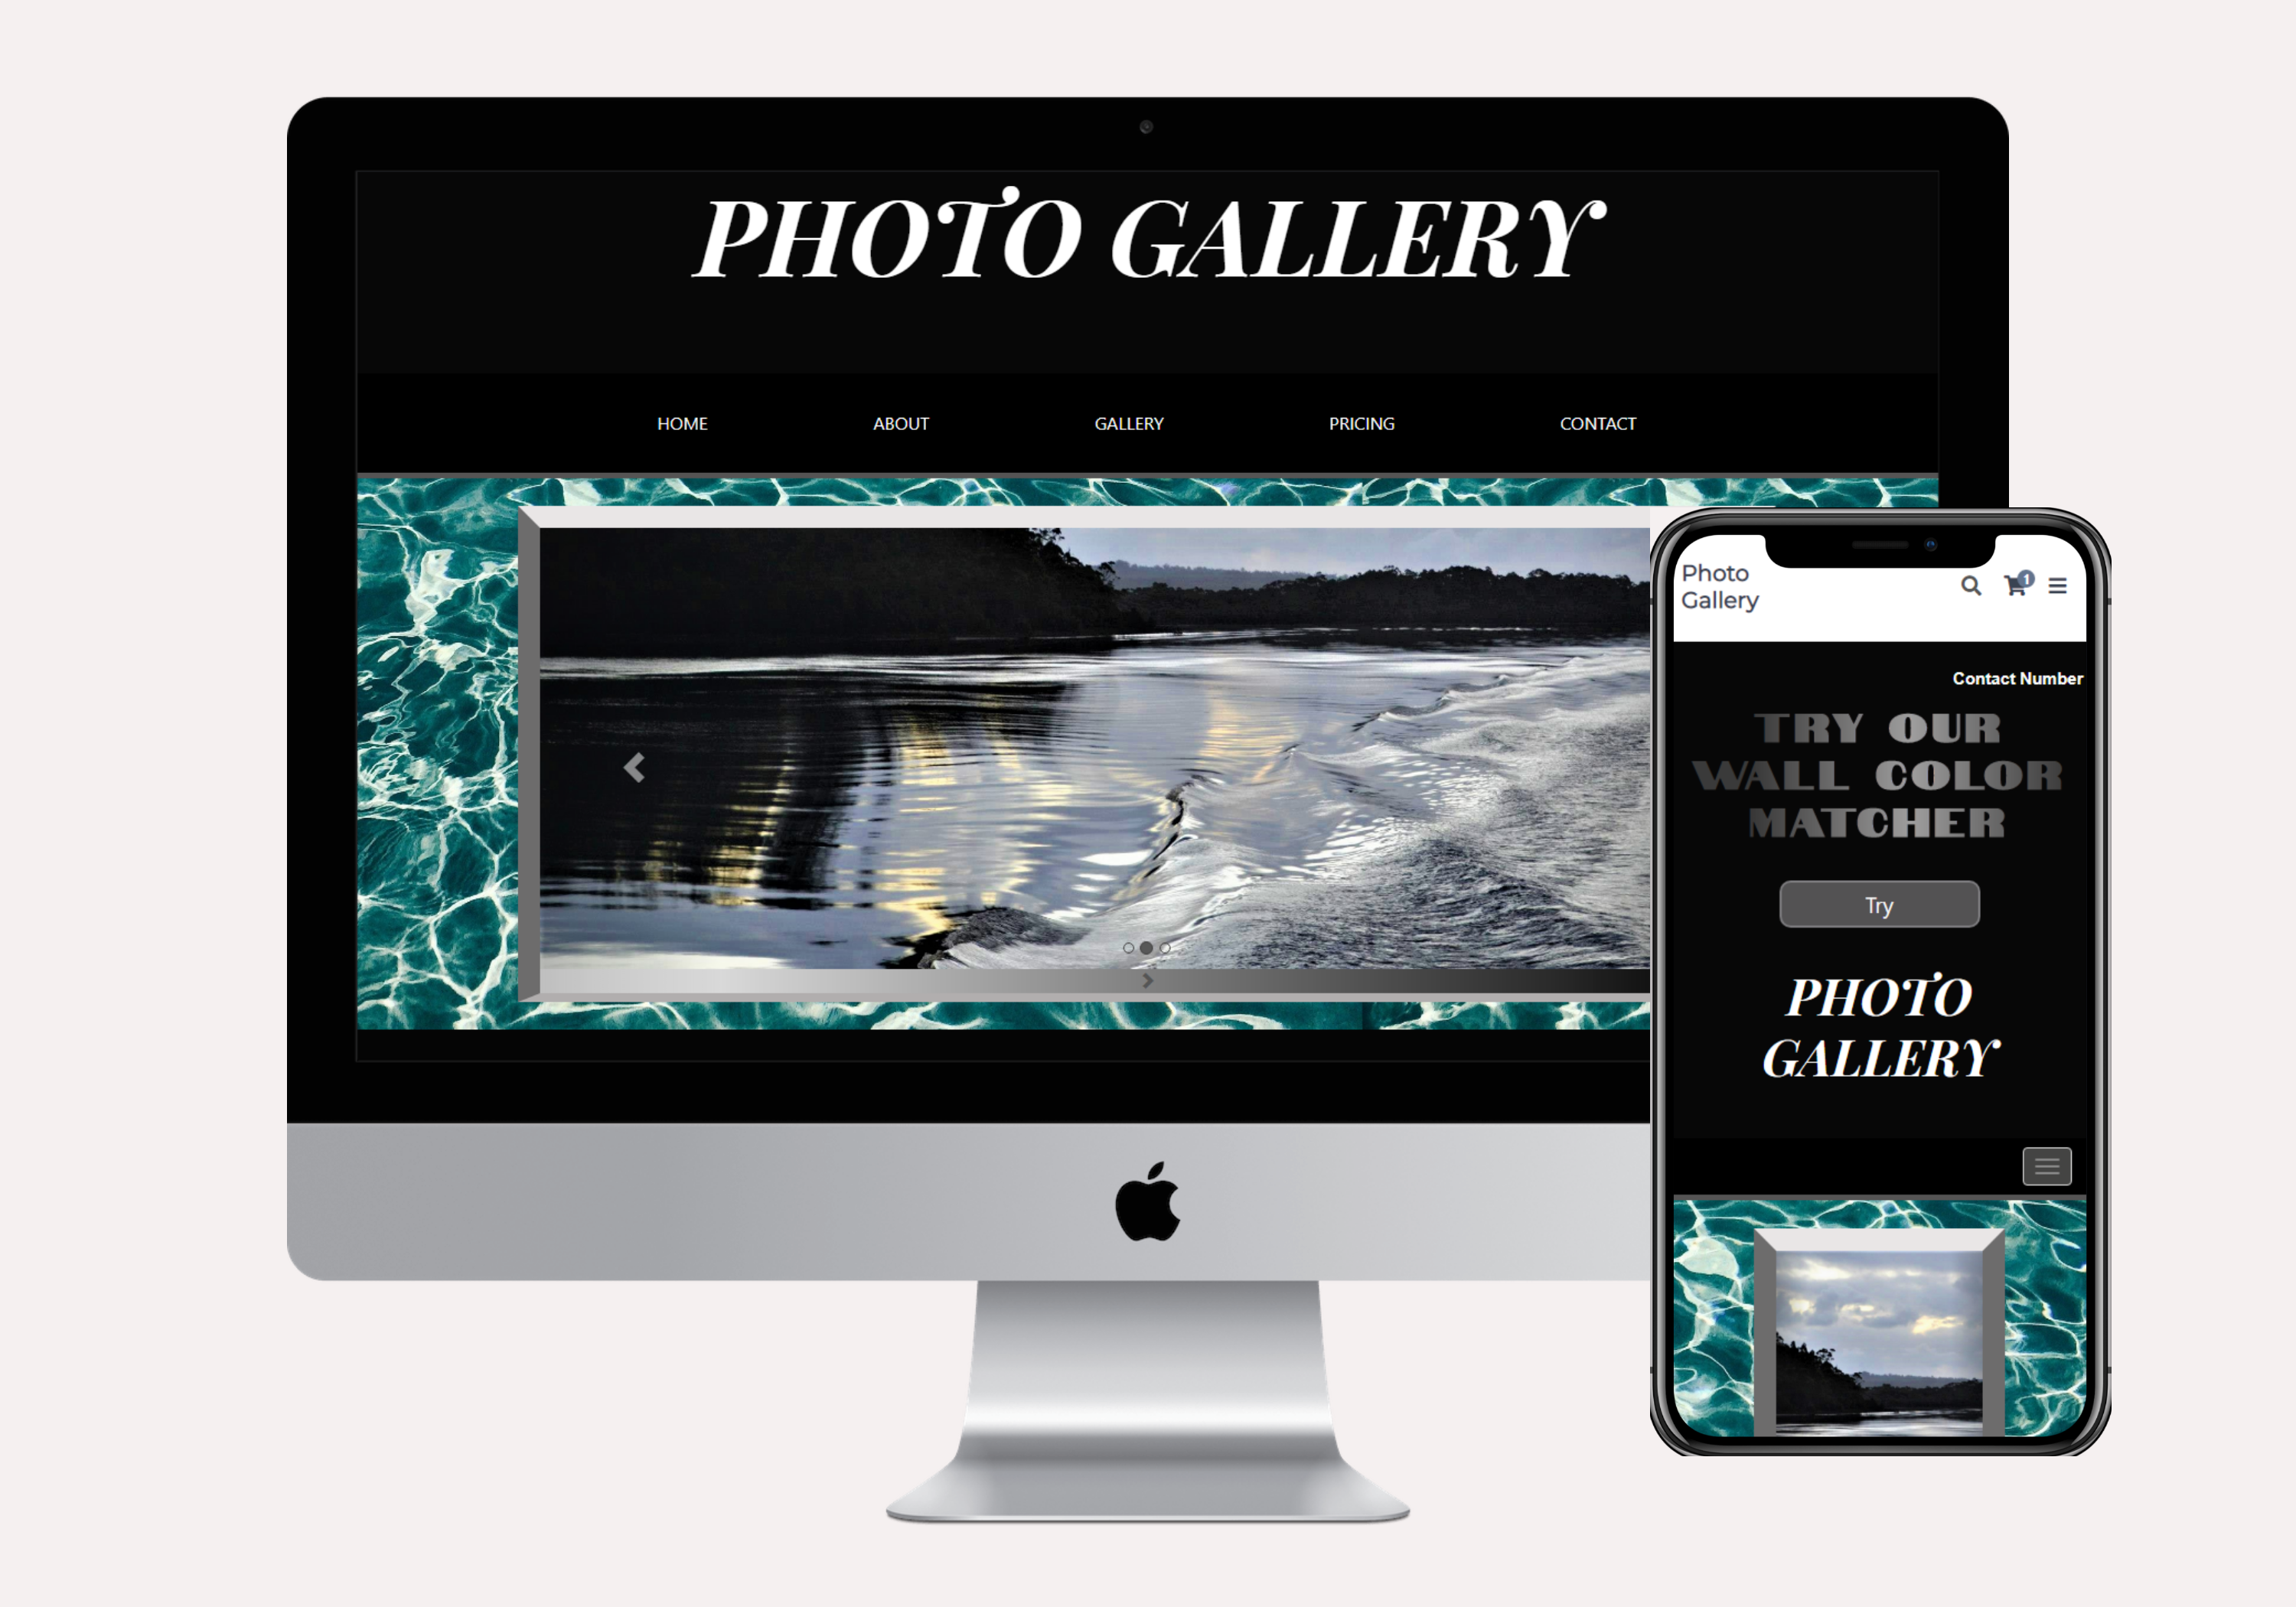 PHOTO GALLERY
HOME ABOUT GALLERY PRICING CONTACT
Photo
Gallery
1
Contact Number
TRY OUR
WALL COLOR
MATCHER
Try
PHOTO
GALLERY